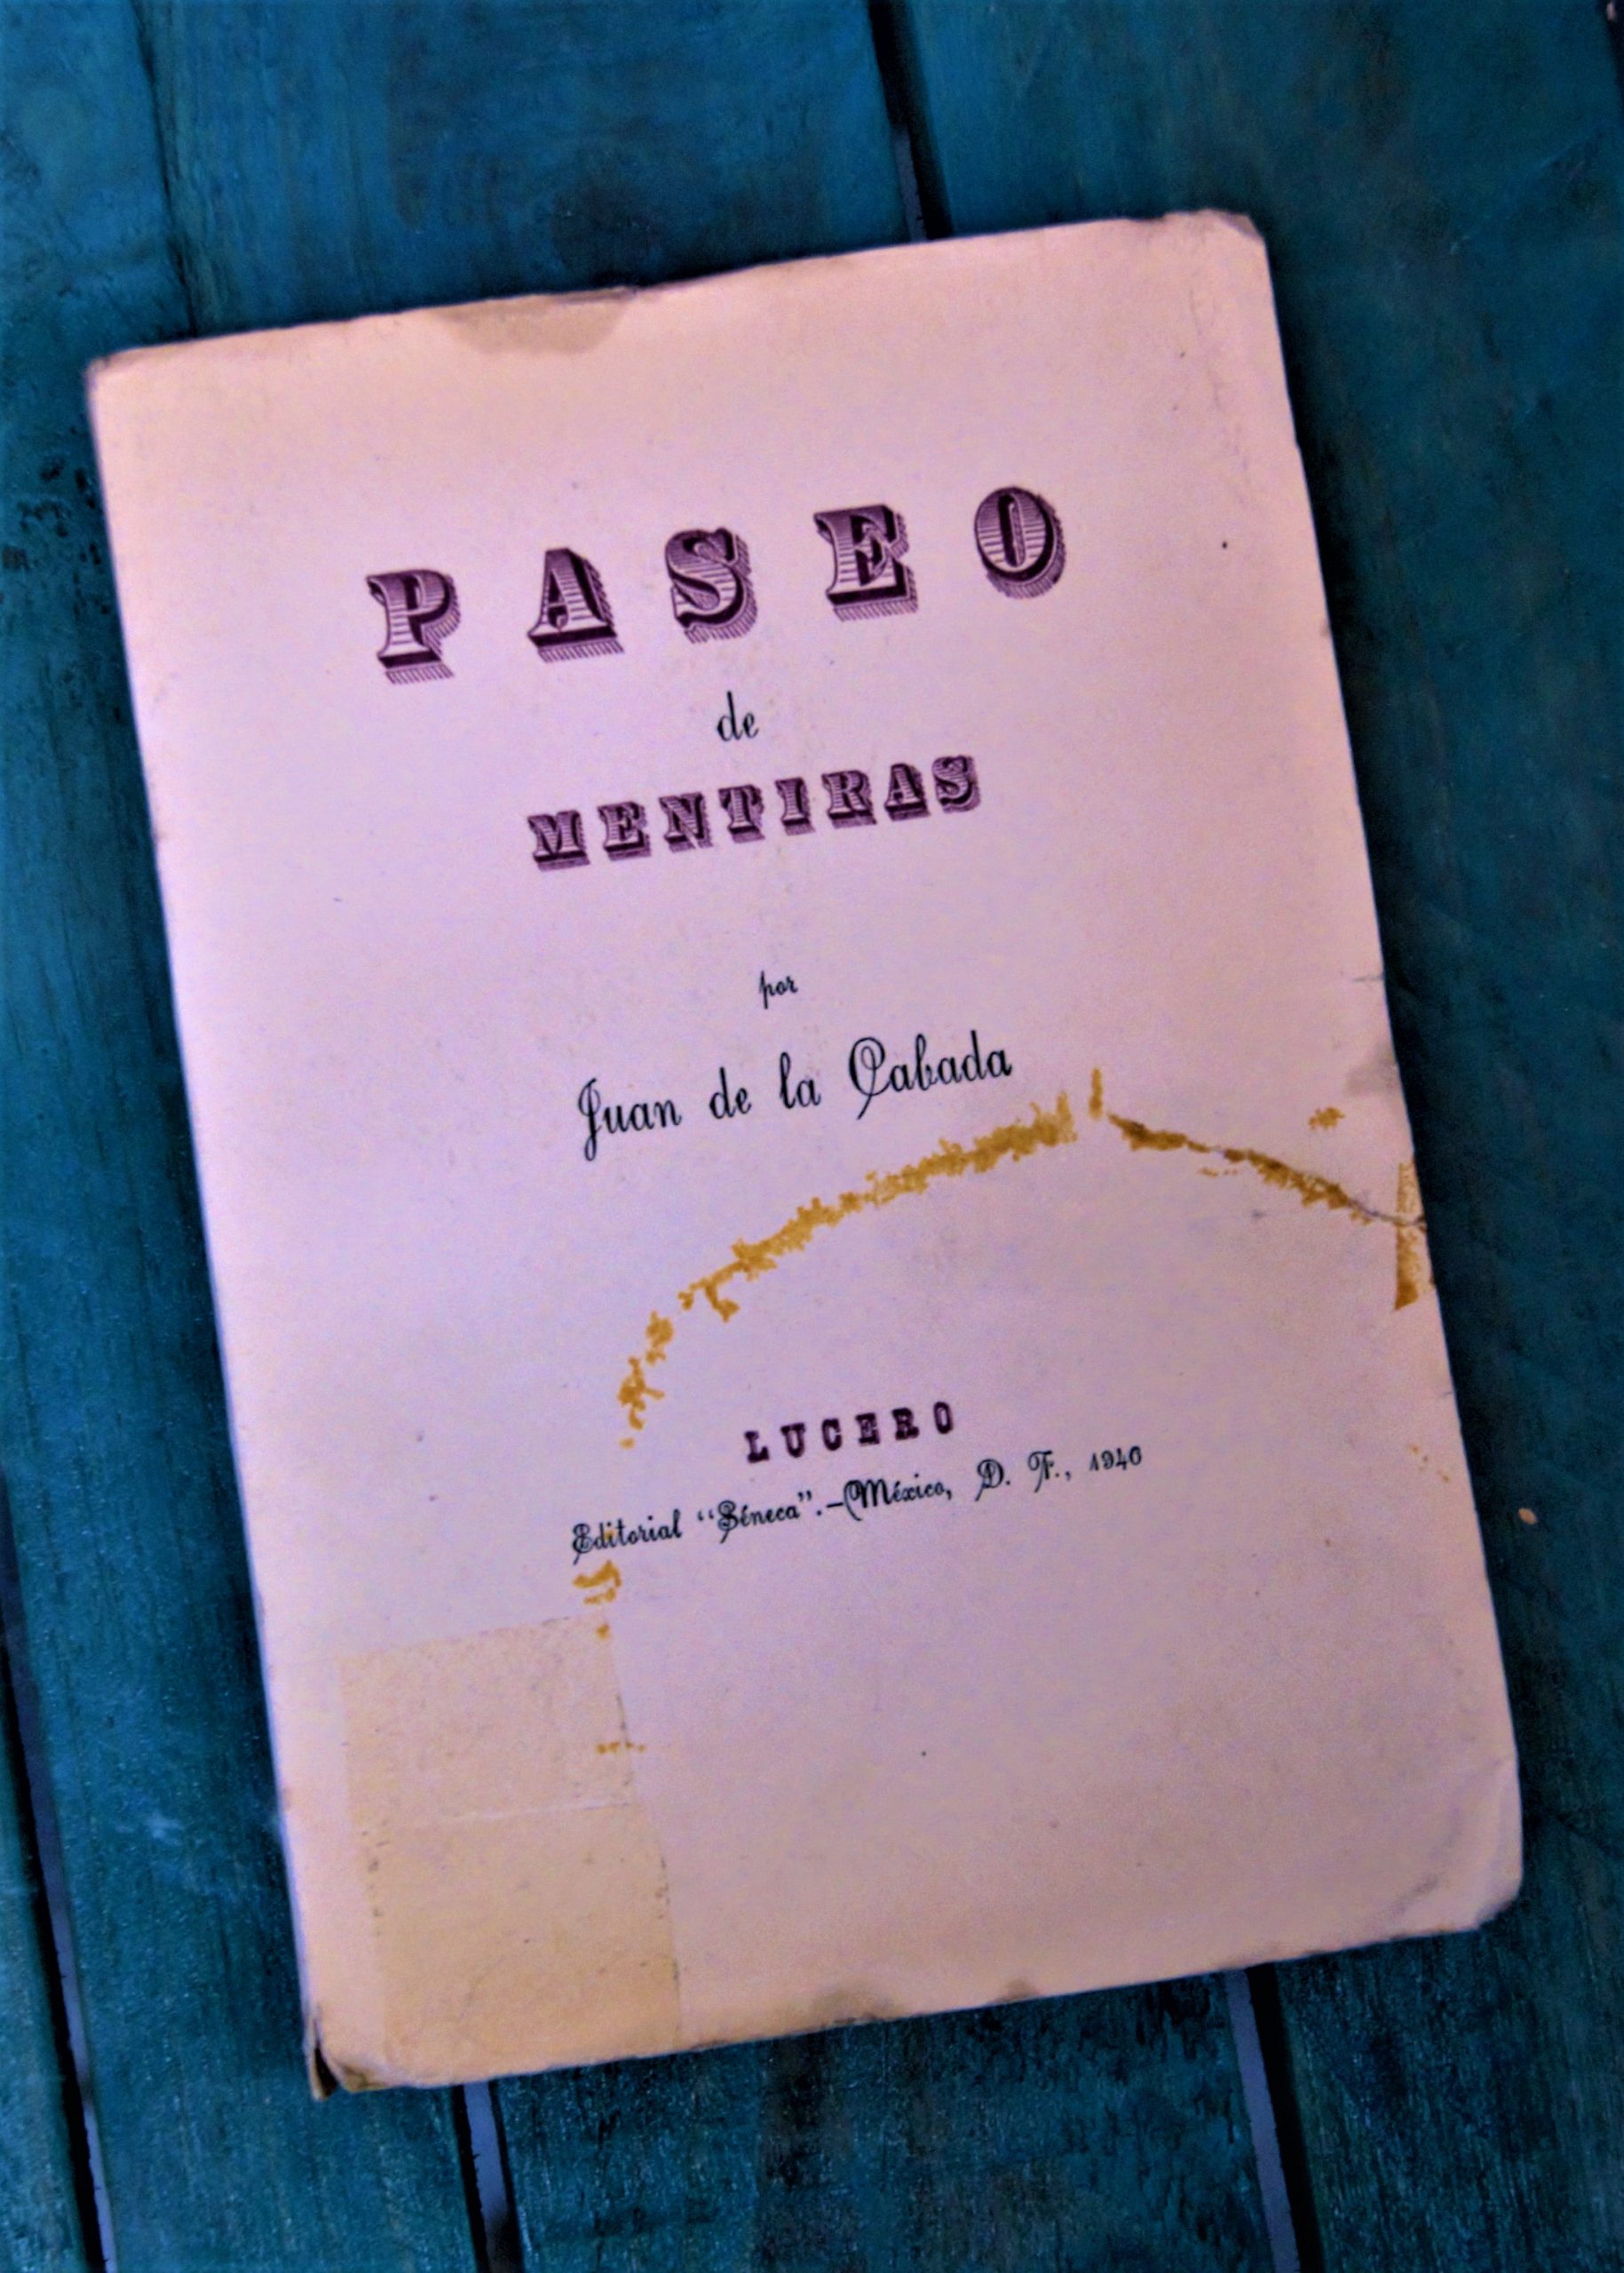 PASEO
de
MENTIRAS
por
Juan de la Cabada
LUCERO
Editorial "Séneca".-México, D. F., 1940